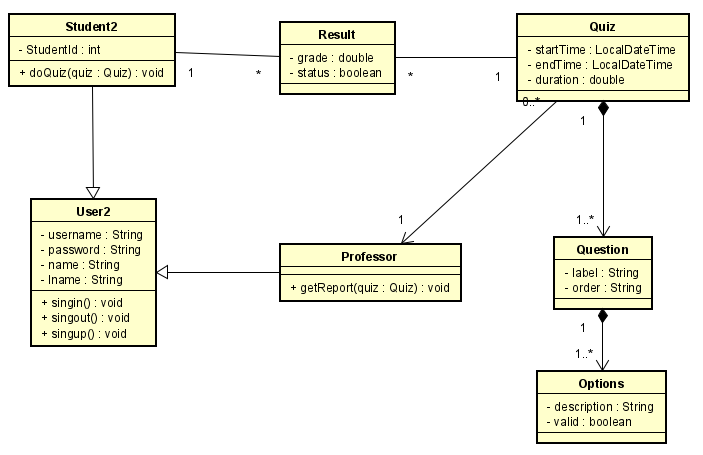 Student2
- StudentId : int
+ doQuiz(quiz : Quiz) : void
Result
- grade : double
- status : boolean
Quiz
- startTime : LocalDateTime
- endTime : LocalDateTime
- duration : double
1
*
*
1
0..*
1
1
1..*
User2
- username : String
- password : String
- name : String
- lname : String
+ singin() : void
+ singout() : void
+ singup() : void
Professor
+ getReport(quiz : Quiz) : void
Question
- label : String
- order : String
1
1..*
Options
- description : String
- valid : boolean